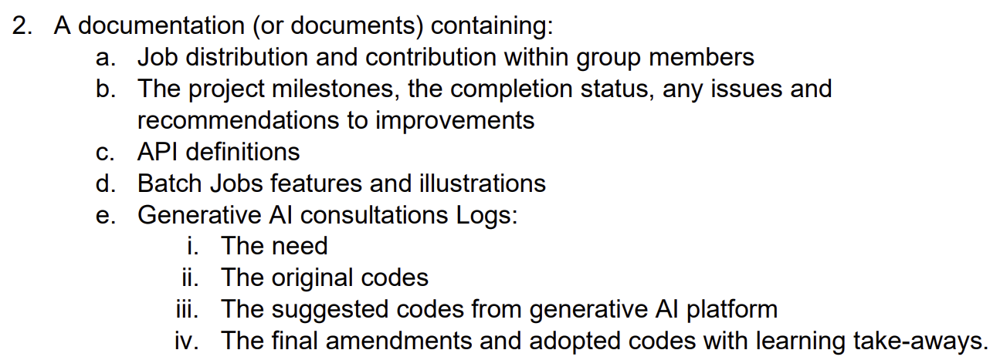 2. A documentation (or documents) containing:
a. Job distribution and contribution within group members
b. The project milestones, the completion status, any issues and
recommendations to improvements
c. API definitions
d. Batch Jobs features and illustrations
e. Generative AI consultations Logs:
i. The need
ii. The original codes
iii. The suggested codes from generative AI platform
iv. The final amendments and adopted codes with learning take-aways.